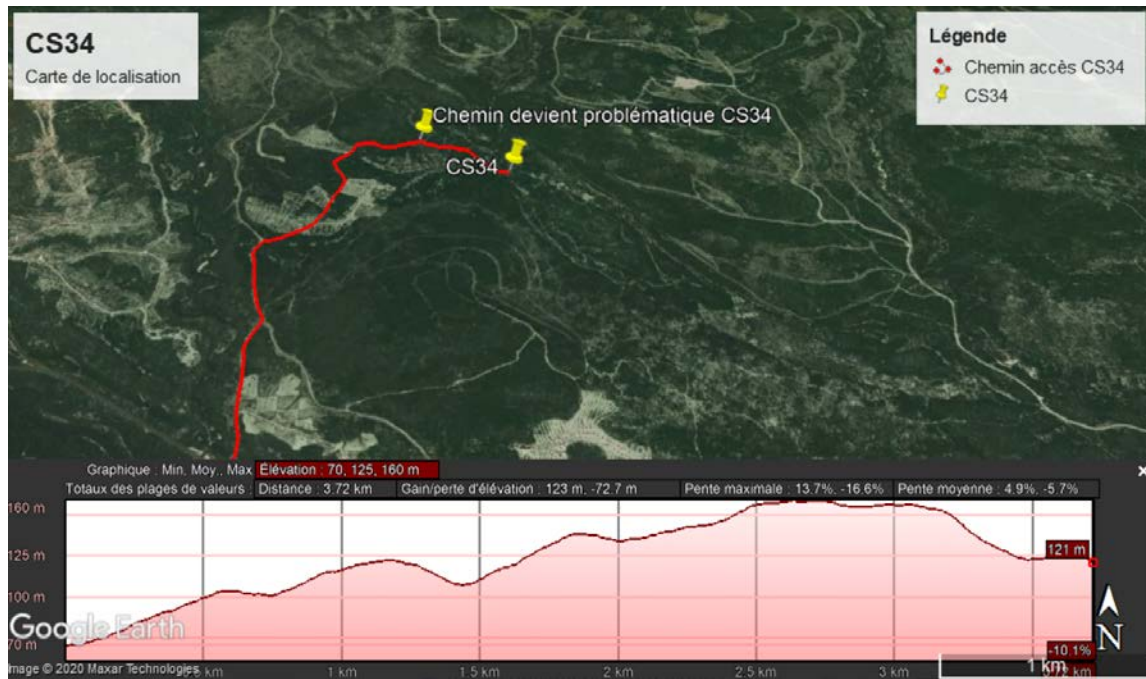 CS34
Carte de localisation
Légende
Chemin accès CS34
CS34
Chemin devient problématique CS34
CS34
Graphique : Min. Moy., Max Élévation : 70, 125, 160 m
Totaux des plages de valeurs : Distance : 3.72 km Gain/perte d'élévation : 123 m, -72.7 m Pente maximale : 13.7%, -16.6% Pente moyenne : 4.9%, -5.7%
160 m
125 m
121 m
100 m
Google Earth
N
70 m
-10.1%
Image © 2020 Maxar Technologies
1 km 1.5 km 2 km 2.5 km 3 km 3.72 km
1 km